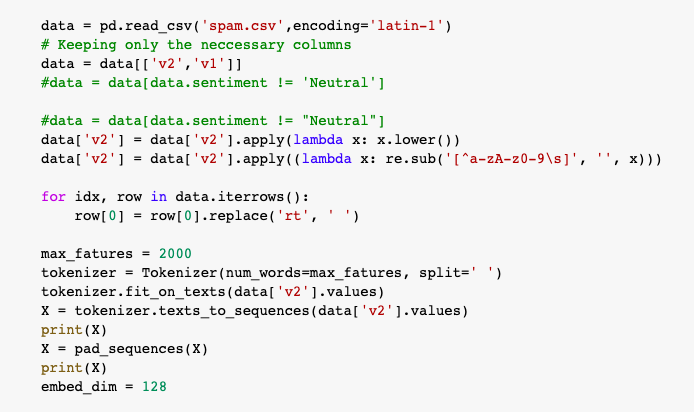 data = pd.read_csv('spam.csv',encoding='latin-1')
# Keeping only the neccessary columns
data = data[['v2','v1']]
#data = data[data.sentiment != 'Neutral']

#data = data[data.sentiment != "Neutral"]
data['v2'] = data['v2'].apply(lambda x: x.lower())
data['v2'] = data['v2'].apply((lambda x: re.sub('[^a-zA-z0-9\s]', '', x)))

for idx, row in data.iterrows():
    row[0] = row[0].replace('rt', ' ')

max_fatures = 2000
tokenizer = Tokenizer(num_words=max_fatures, split=' ')
tokenizer.fit_on_texts(data['v2'].values)
X = tokenizer.texts_to_sequences(data['v2'].values)
print(X)
X = pad_sequences(X)
print(X)
embed_dim = 128